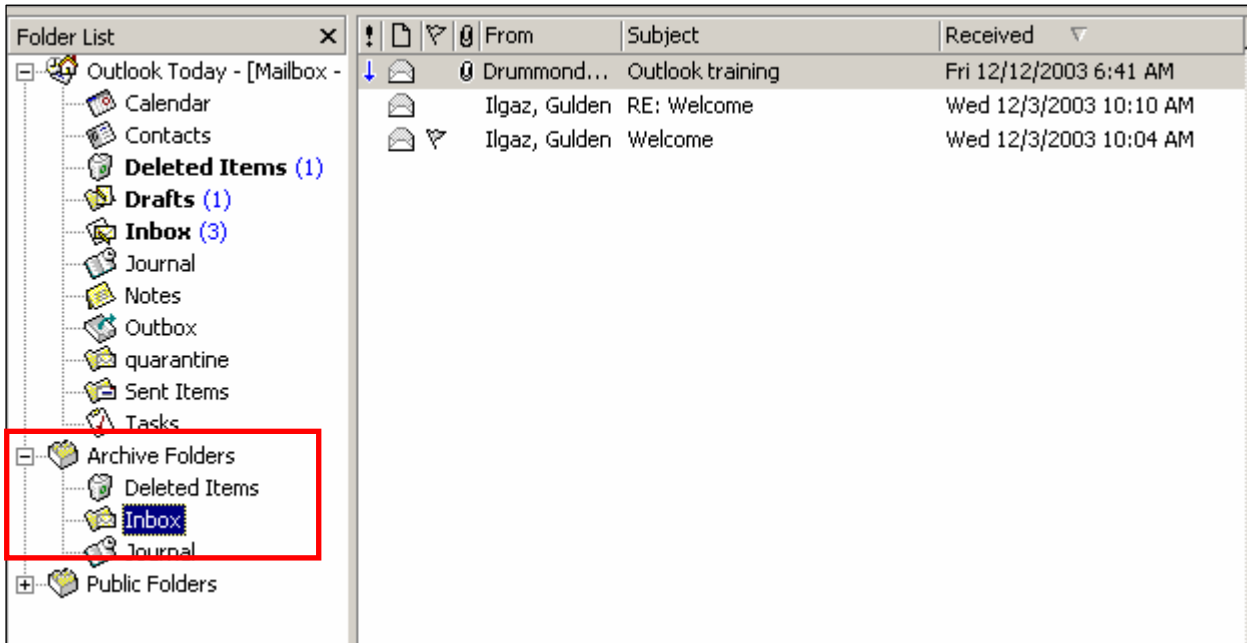 Folder List
Outlook Today - [Mailbox -
Calendar
Contacts
Deleted Items (1)
Drafts (1)
Inbox (3)
Journal
Notes
Outbox
quarantine
Sent Items
Tasks
Archive Folders
Deleted Items
Inbox
Journal
Public Folders
From Subject Received
Drummond... Outlook training Fri 12/12/2003 6:41 AM
Ilgaz, Gulden RE: Welcome Wed 12/3/2003 10:10 AM
Ilgaz, Gulden Welcome Wed 12/3/2003 10:04 AM